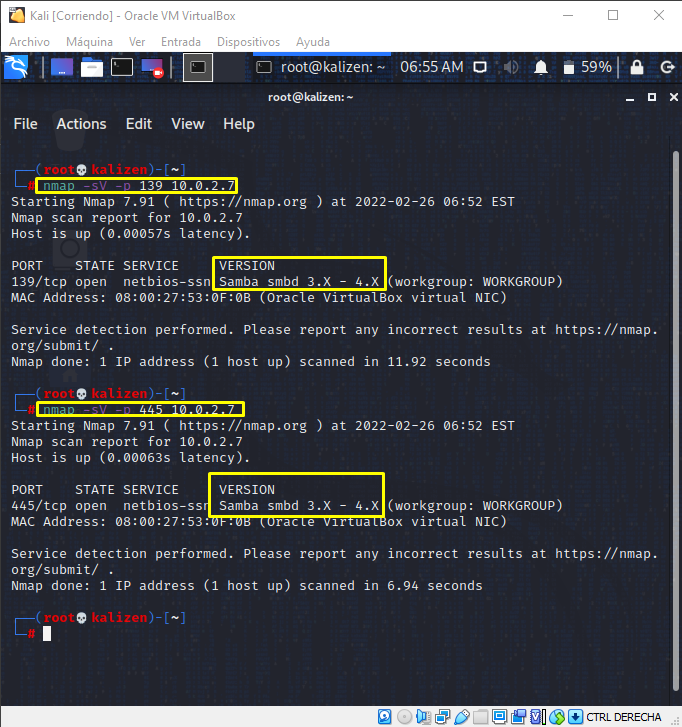 Kali [Corriendo] - Oracle VM VirtualBox
Archivo Máquina Ver Entrada Dispositivos Ayuda
root@kalizen: ~ 06:55 AM 59%
root@kalizen: ~
File Actions Edit View Help
┌──(root💀kalizen)-[~]
└─# nmap -sV -p 139 10.0.2.7
Starting Nmap 7.91 ( https://nmap.org ) at 2022-02-26 06:52 EST
Nmap scan report for 10.0.2.7
Host is up (0.00057s latency).
PORT    STATE SERVICE     VERSION
139/tcp open  netbios-ssn Samba smbd 3.X - 4.X (workgroup: WORKGROUP)
MAC Address: 08:00:27:53:0F:0B (Oracle VirtualBox virtual NIC)
Service detection performed. Please report any incorrect results at https://nmap.
org/submit/ .
Nmap done: 1 IP address (1 host up) scanned in 11.92 seconds
┌──(root💀kalizen)-[~]
└─# nmap -sV -p 445 10.0.2.7
Starting Nmap 7.91 ( https://nmap.org ) at 2022-02-26 06:52 EST
Nmap scan report for 10.0.2.7
Host is up (0.00063s latency).
PORT    STATE SERVICE     VERSION
445/tcp open  netbios-ssn Samba smbd 3.X - 4.X (workgroup: WORKGROUP)
MAC Address: 08:00:27:53:0F:0B (Oracle VirtualBox virtual NIC)
Service detection performed. Please report any incorrect results at https://nmap.
org/submit/ .
Nmap done: 1 IP address (1 host up) scanned in 6.94 seconds
┌──(root💀kalizen)-[~]
└─#
CTRL DERECHA